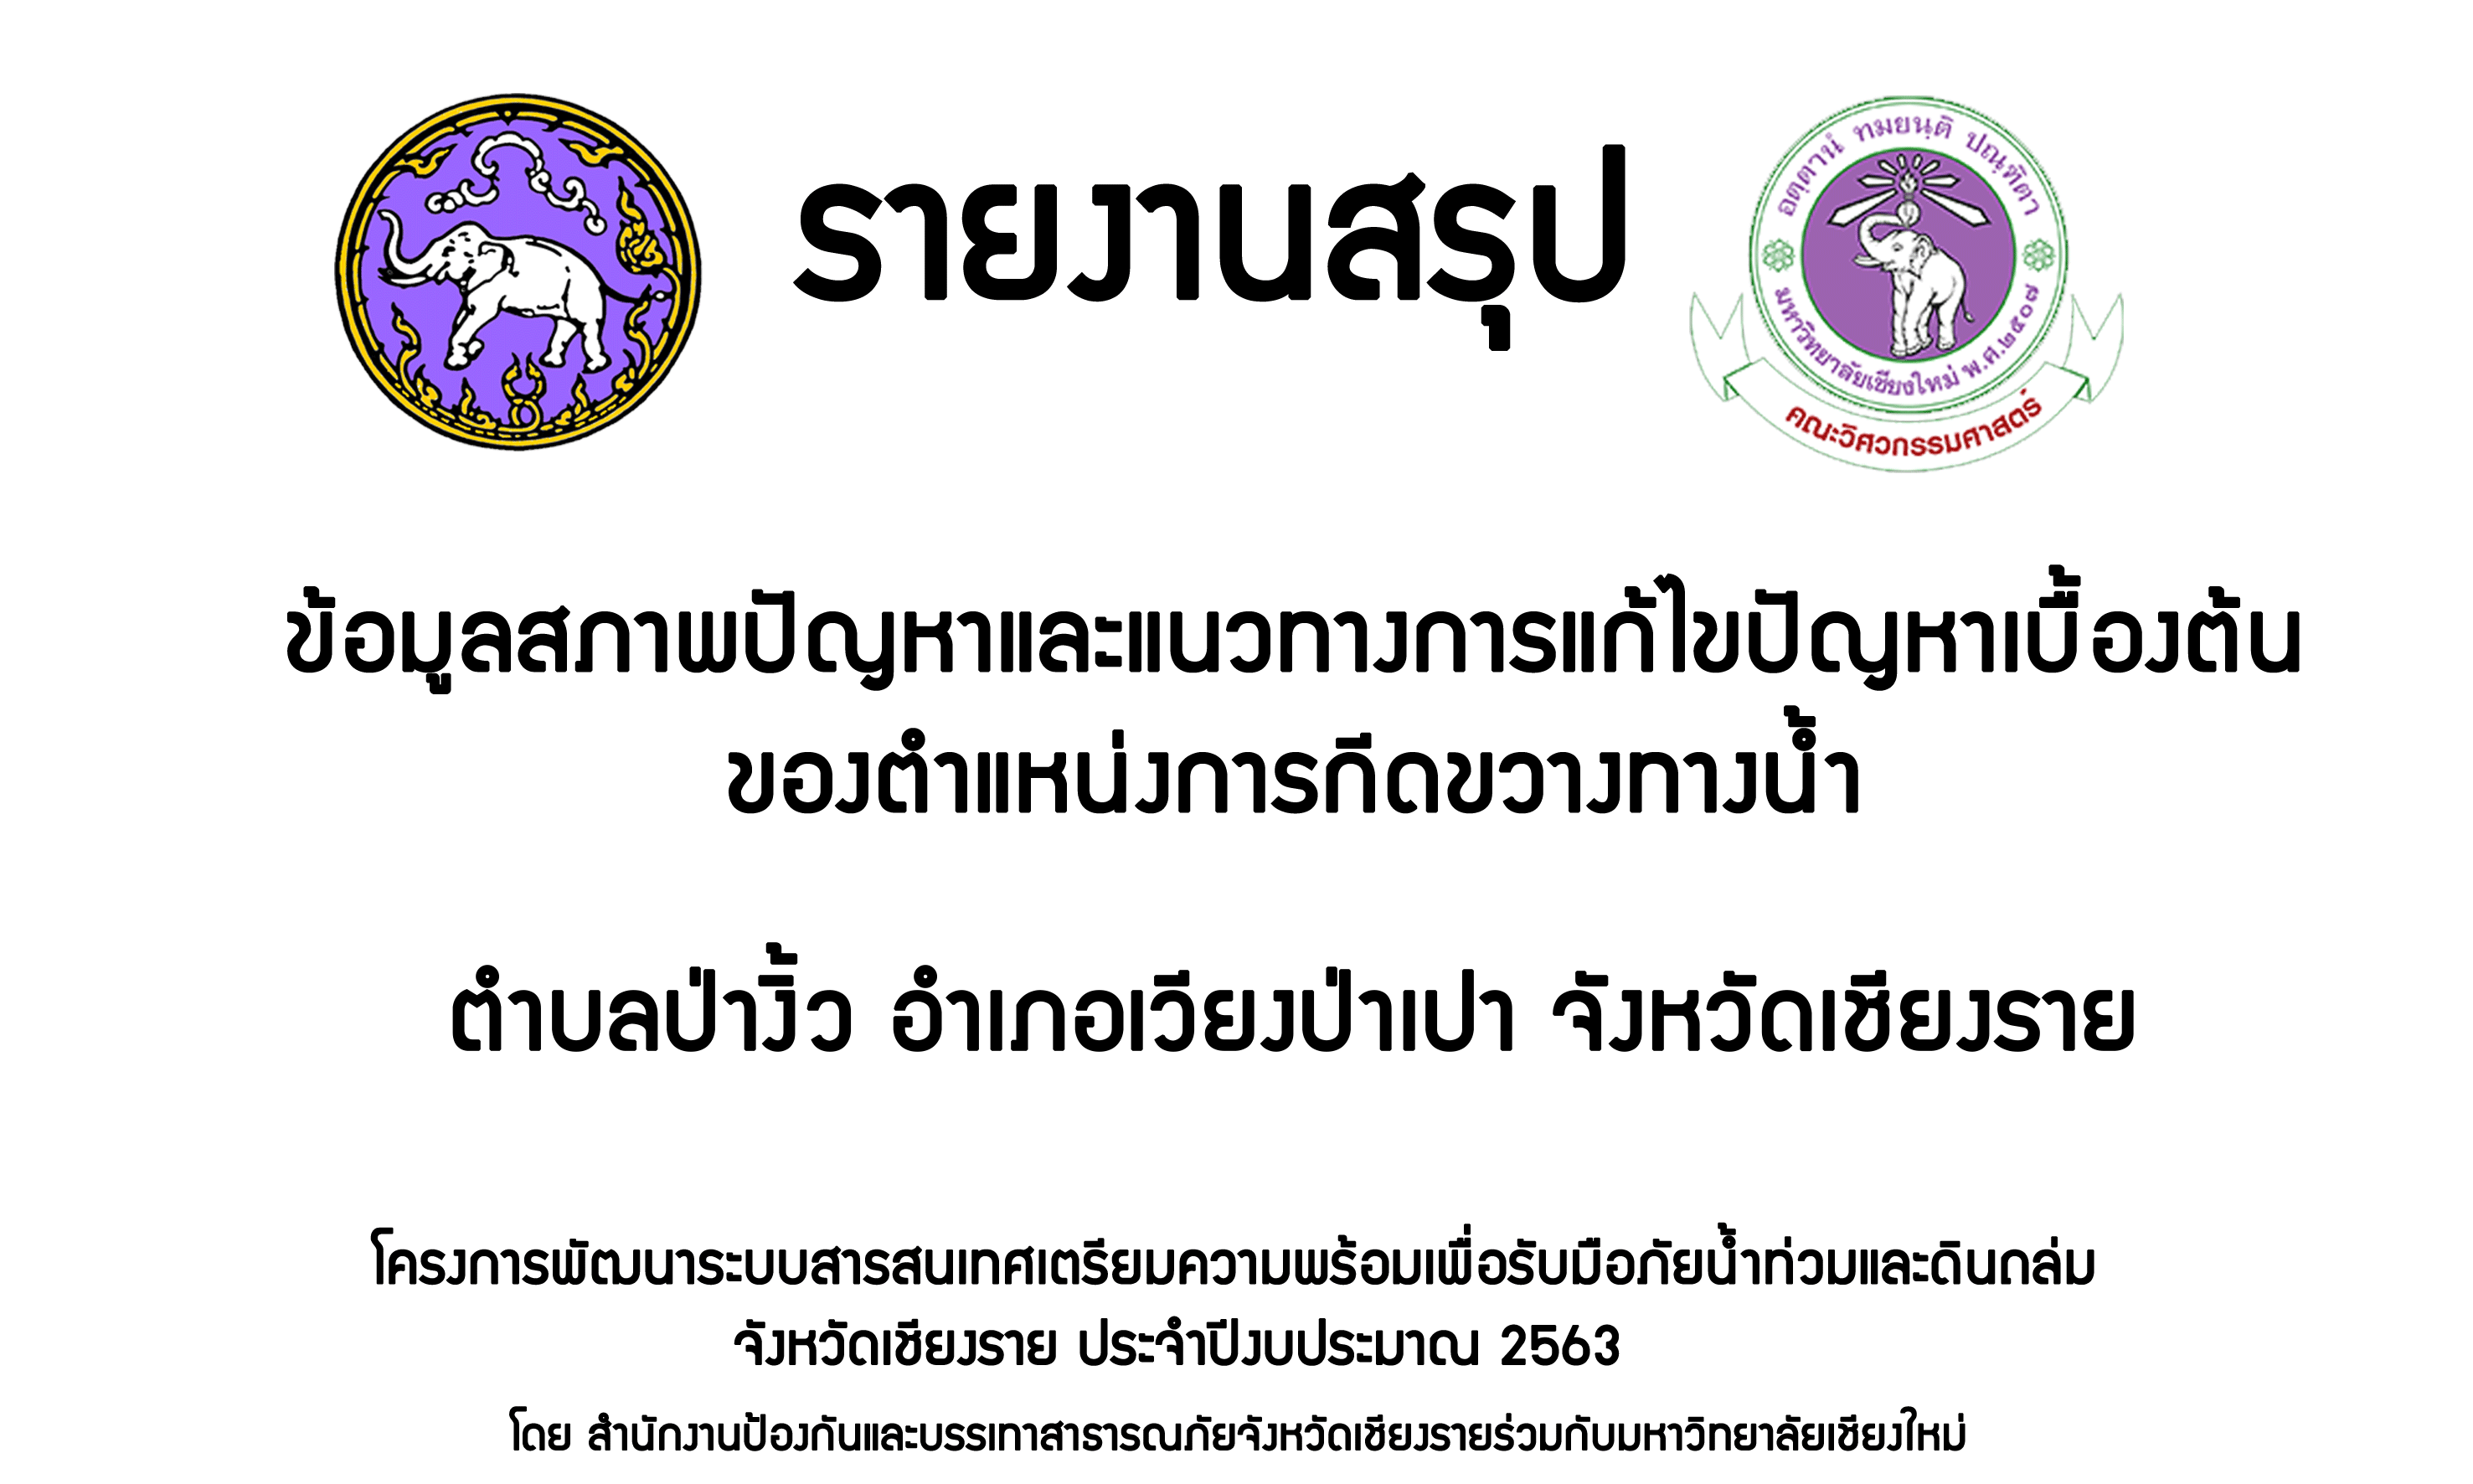 รายงานสรุป
อตฺตานํ ทมยนฺติ ปณฺฑิตา
มหาวิทยาลัยเชียงใหม่ พ.ศ.๒๕๐๗
คณะวิศวกรรมศาสตร์
ข้อมูลสภาพปัญหาและแนวทางการแก้ไขปัญหาเบื้องต้น
ของตำแหน่งการกีดขวางทางน้ำ
ตำบลป่างิ้ว อำเภอเวียงป่าเป้า จังหวัดเชียงราย
โครงการพัฒนาระบบสารสนเทศเตรียมความพร้อมเพื่อรับมือภัยน้ำท่วมและดินถล่ม
จังหวัดเชียงราย ประจำปีงบประมาณ 2563
โดย สำนักงานป้องกันและบรรเทาสาธารณภัยจังหวัดเชียงรายร่วมกับมหาวิทยาลัยเชียงใหม่